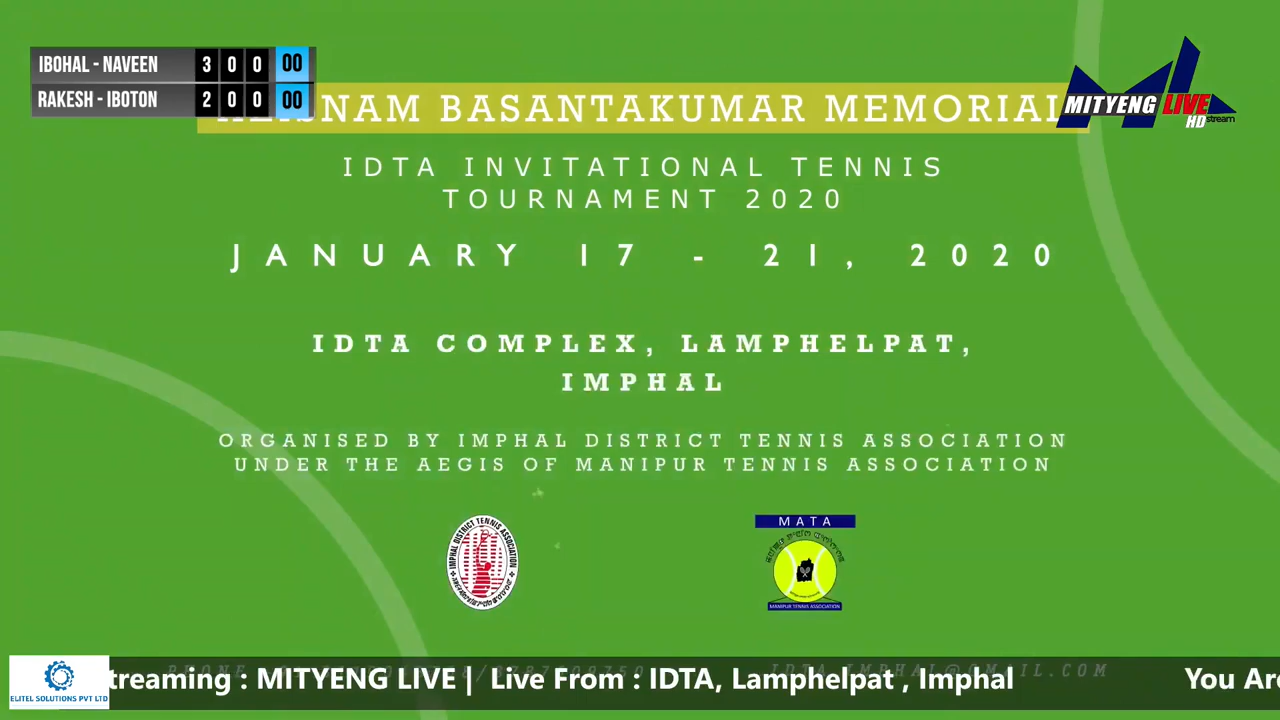 IBOHAL - NAVEEN 3 0 0 00
RAKESH - IBOTON 2 0 0 00
BASANTAKUMAR MEMORIAL
MITYENG LIVE
HD stream
IDTA INVITATIONAL TENNIS
TOURNAMENT 2020
JANUARY 17 - 21, 2020
IDTA COMPLEX, LAMPHELPAT,
IMPHAL
ORGANISED BY IMPHAL DISTRICT TENNIS ASSOCIATION
UNDER THE AEGIS OF MANIPUR TENNIS ASSOCIATION
IMPHAL DISTRICT TENNIS ASSOCIATION
MATA
MANIPUR TENNIS ASSOCIATION
treaming : MITYENG LIVE | Live From : IDTA, Lamphelpat , Imphal You Are
ELITEL SOLUTIONS PVT LTD